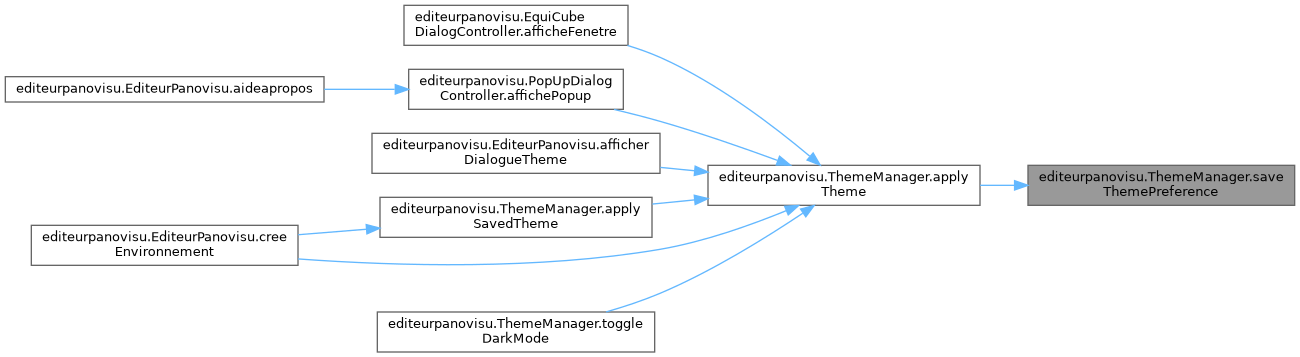 editeurpanovisu.EquiCube
DialogController.afficheFenetre
editeurpanovisu.EditeurPanovisu.aideapropos
editeurpanovisu.PopUpDialog
Controller.affichePopup
editeurpanovisu.EditeurPanovisu.afficher
DialogueTheme
editeurpanovisu.ThemeManager.apply
Theme
editeurpanovisu.ThemeManager.save
ThemePreference
editeurpanovisu.ThemeManager.apply
SavedTheme
editeurpanovisu.EditeurPanovisu.cree
Environnement
editeurpanovisu.ThemeManager.toggle
DarkMode